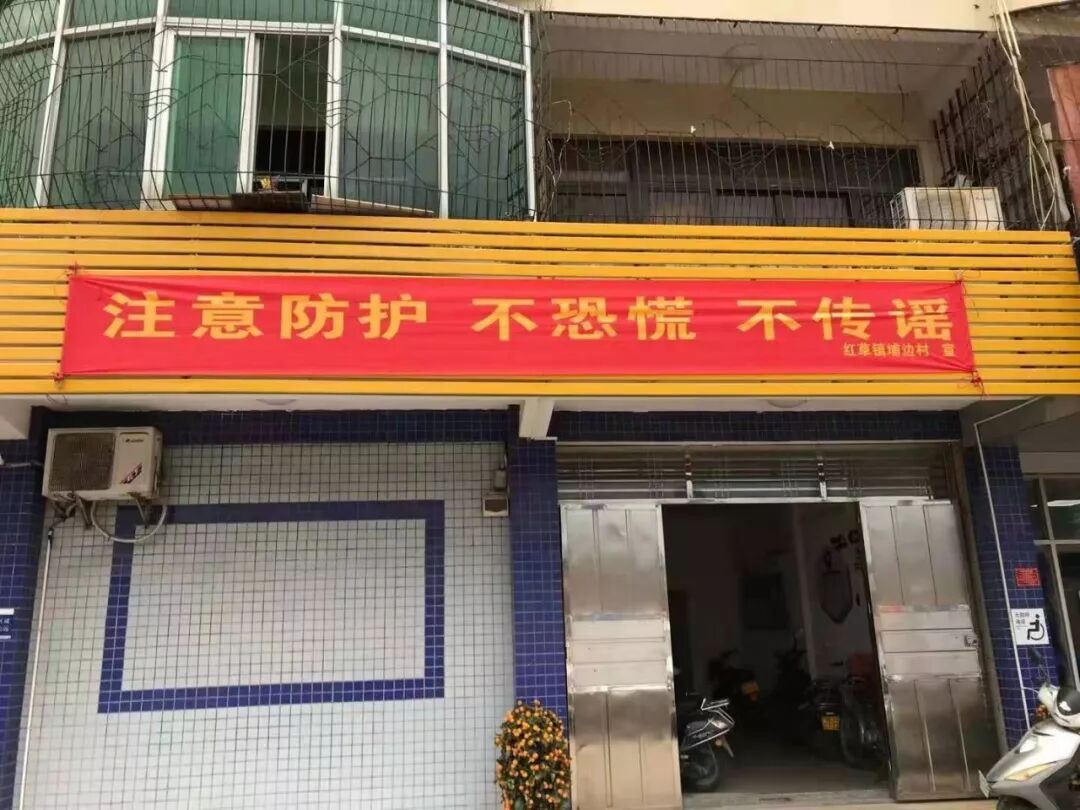 注意防护 不恐慌 不传谣
红草镇埔边村 宣